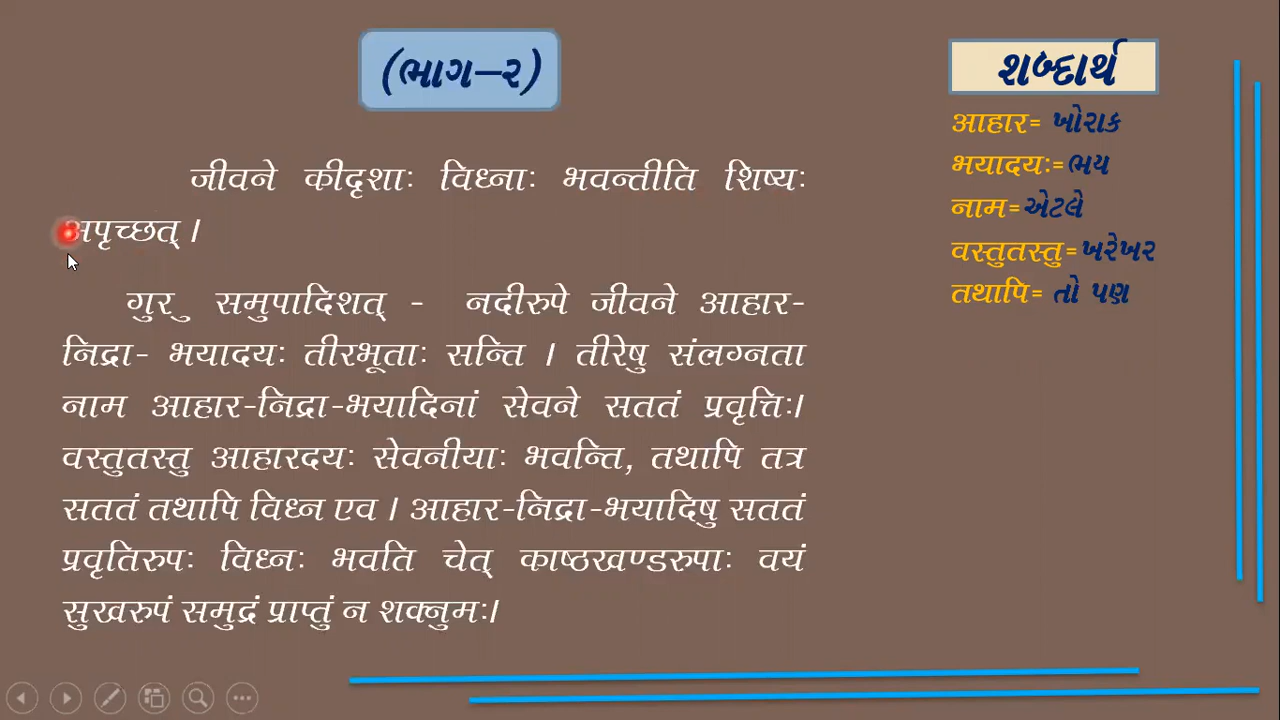 (ભાગ–૨)
જीવને कीदृशाः विध्नाः भवन्तीति शिष्यः
अपृच्छत् ।
गुरु समुपादिशत् - नदीरुपे जीवने आहार-
निद्रा- भयादयः तीरभूताः सन्ति । तीरेषु संलग्नता
नाम आहार-निद्रा-भयादिनां सेवने सततं प्रवृत्तिः।
वस्तुतस्तु आहारदयः सेवनीयाः भवन्ति, तथापि तत्र
सततं तथापि विध्न एव । आहार-निद्रा-भयादिषु सततं
प्रवृतिरुपः विध्नः भवति चेत् काष्ठखण्डरुपाः वयं
सुखरुपं समुद्रं प्राप्तुं न शक्नुमः।
શબ્દાર્થ
आहार= ખોરાક
भयादयः=ભય
नाम=એટલે
वस्तुतस्तु=ખરેખર
तथापि= તો પણ